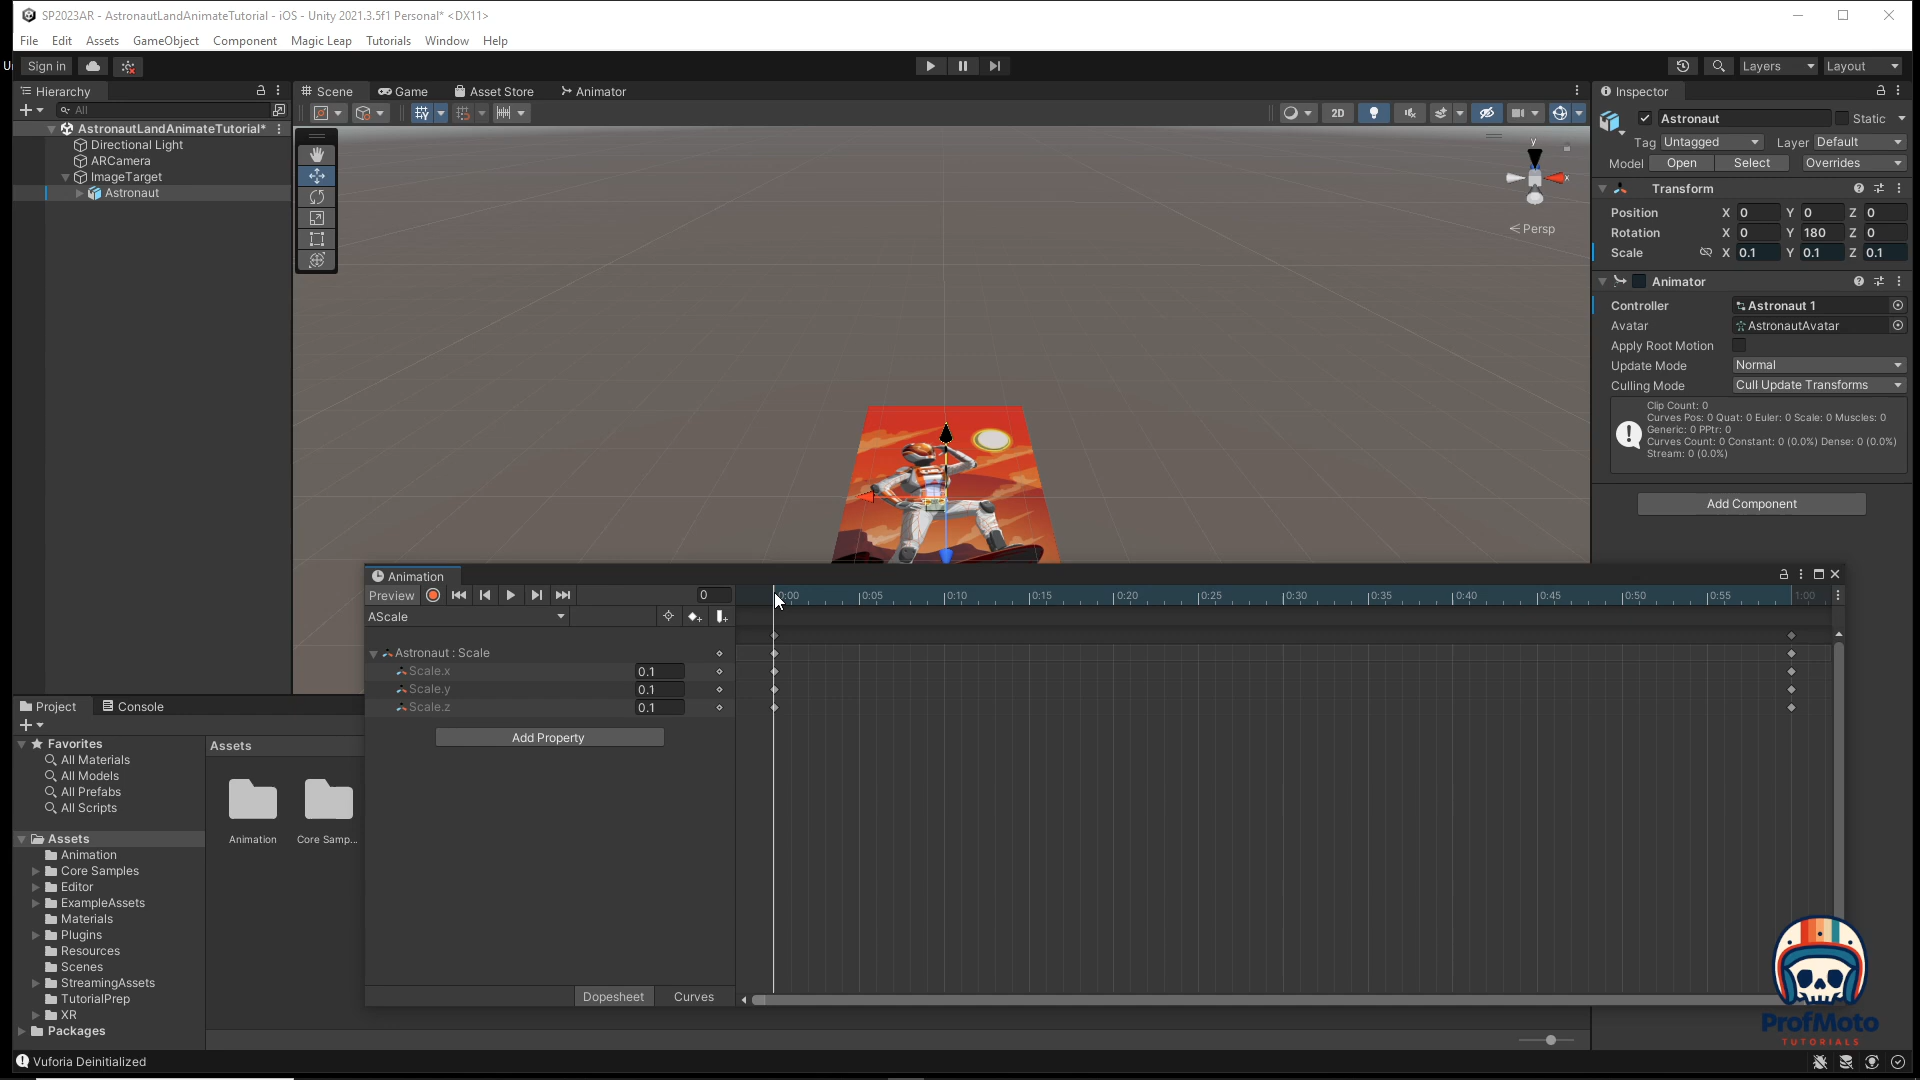 SP2023AR - AstronautLandAnimateTutorial - iOS - Unity 2021.3.5f1 Personal* <DX11>
File Edit Assets GameObject Component Magic Leap Tutorials Window Help
Sign in
Layers Layout
Hierarchy
All
AstronautLandAnimateTutorial*
Directional Light
ARCamera
ImageTarget
Astronaut
Scene Game Asset Store Animator
2D
y
x
< Persp
Inspector
Astronaut Static
Tag Untagged Layer Default
Model Open Select Overrides
Transform
Position X 0 Y 0 Z 0
Rotation X 0 Y 180 Z 0
Scale X 0.1 Y 0.1 Z 0.1
Animator
Controller Astronaut 1
Avatar AstronautAvatar
Apply Root Motion
Update Mode Normal
Culling Mode Cull Update Transforms
Clip Count: 0
Curves Pos: 0 Quat: 0 Euler: 0 Scale: 0 Muscles: 0
Generic: 0 PPtr: 0
Curves Count: 0 Constant: 0 (0.0%) Dense: 0 (0.0%)
Stream: 0 (0.0%)
Add Component
Animation
Preview 0
0:00 0:05 0:10 0:15 0:20 0:25 0:30 0:35 0:40 0:45 0:50 0:55 1:00
AScale
Astronaut : Scale
Scale.x 0.1
Scale.y 0.1
Scale.z 0.1
Add Property
Dopesheet Curves
Project Console
Favorites
All Materials
All Models
All Prefabs
All Scripts
Assets
Animation
Core Samples
Editor
ExampleAssets
Materials
Plugins
Resources
Scenes
StreamingAssets
TutorialPrep
XR
Packages
Assets
Animation Core Samp...
Vuforia Deinitialized
ProfMoto
TUTORIALS